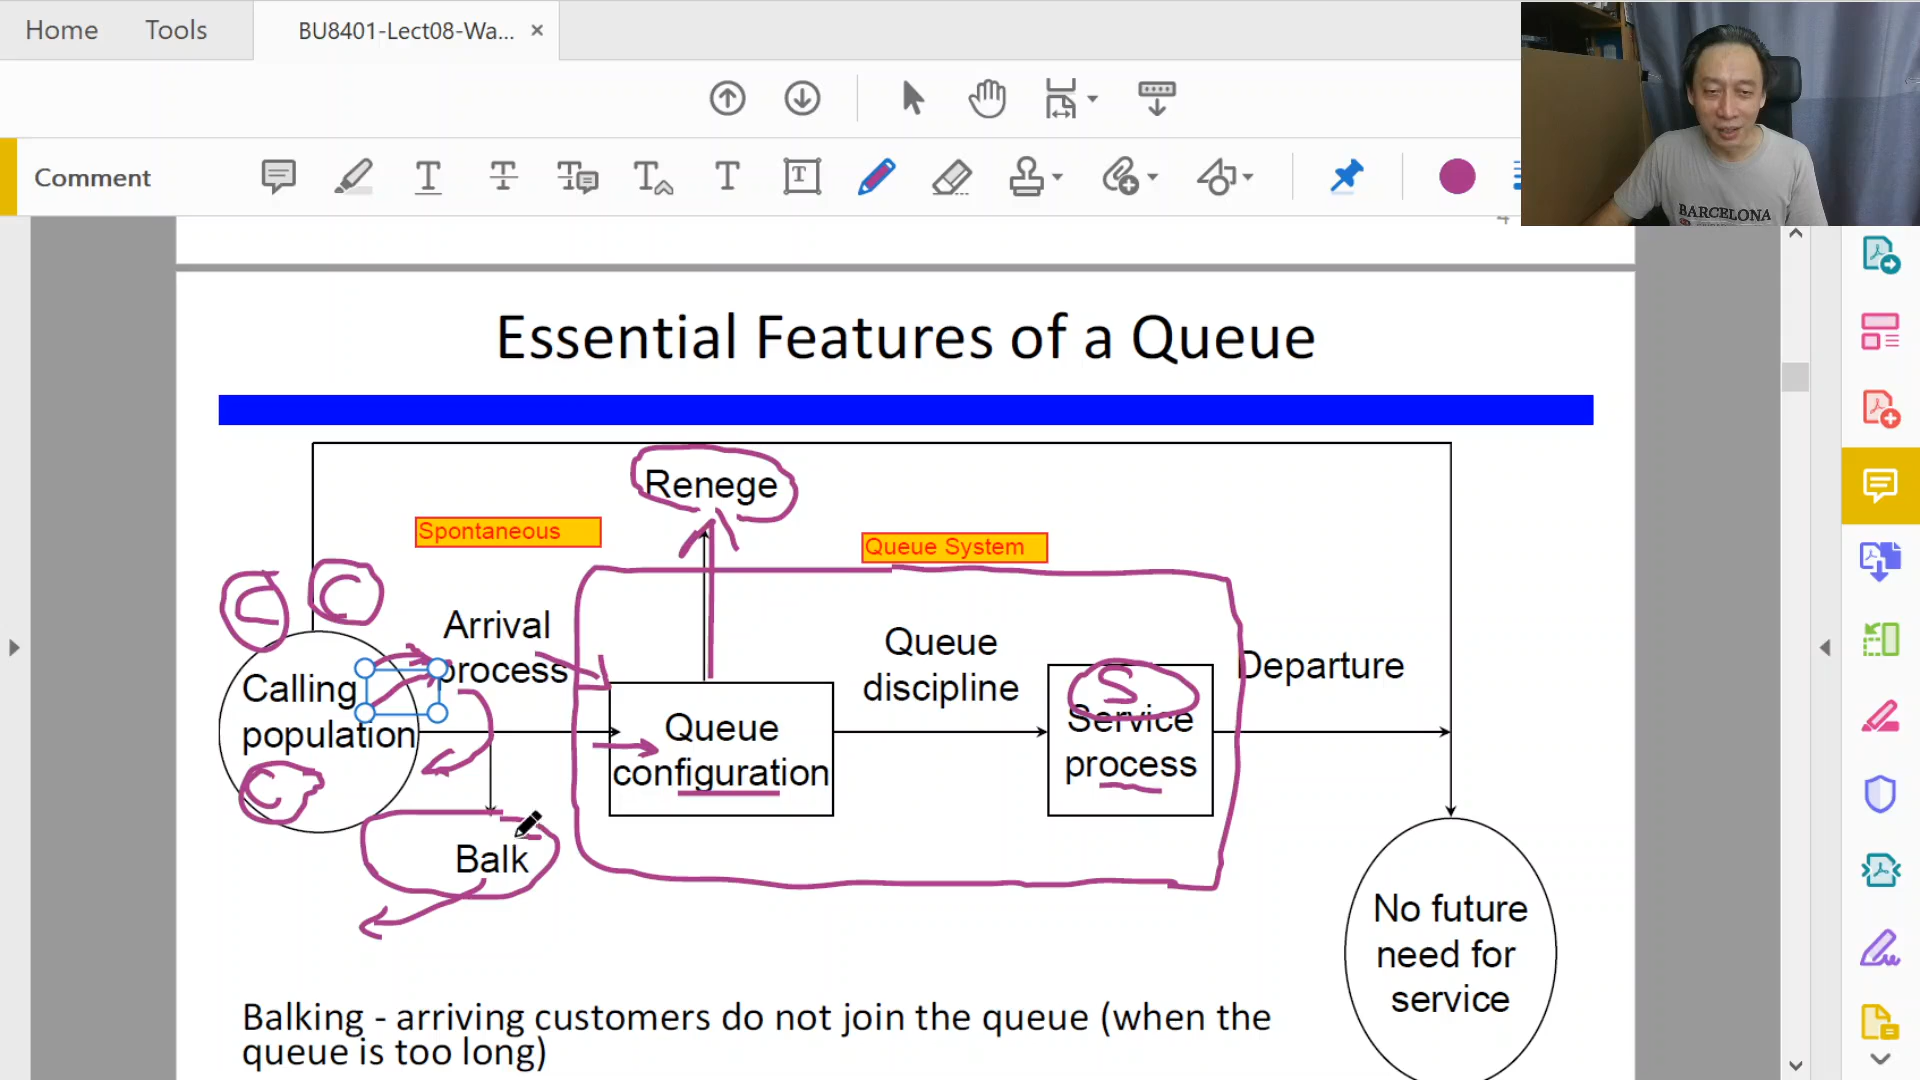 Home
Tools
BU8401-Lect08-Wa...
Comment
BARCELONA
Essential Features of a Queue
Renege
Spontaneous
Queue System
C
C
Arrival
process
Queue
discipline
Departure
Calling
population
Queue
configuration
S
Service
process
C
Balk
No future
need for
service
Balking - arriving customers do not join the queue (when the
queue is too long)